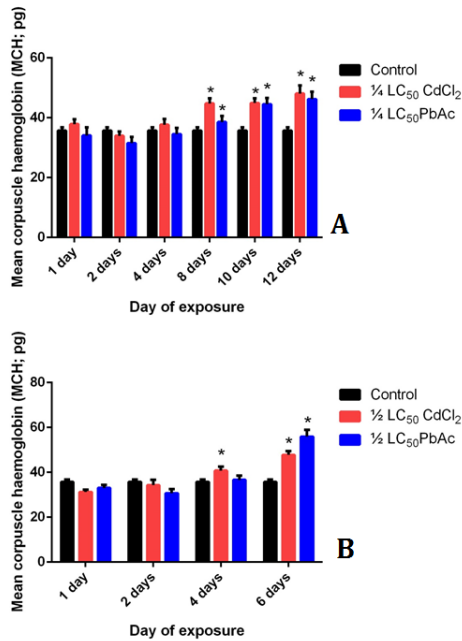 Mean corpuscle haemoglobin (MCH; pg)
60
40
20
0
* * * * * *
Control
¼ LC50 CdCl2
¼ LC50PbAc
1 day
2 days
4 days
8 days
10 days
12 days
A
Day of exposure
Mean corpuscle haemoglobin (MCH; pg)
80
60
40
20
0
* * *
Control
½ LC50 CdCl2
½ LC50PbAc
1 day
2 days
4 days
6 days
B
Day of exposure